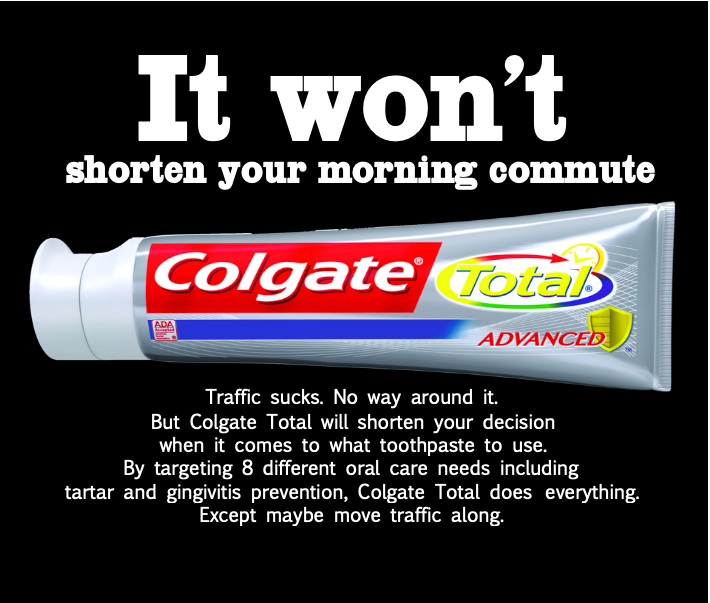 It won't
shorten your morning commute
Colgate®
Total®
ADA
Accepted
ADVANCED
Traffic sucks. No way around it.
But Colgate Total will shorten your decision
when it comes to what toothpaste to use.
By targeting 8 different oral care needs including
tartar and gingivitis prevention, Colgate Total does everything.
Except maybe move traffic along.